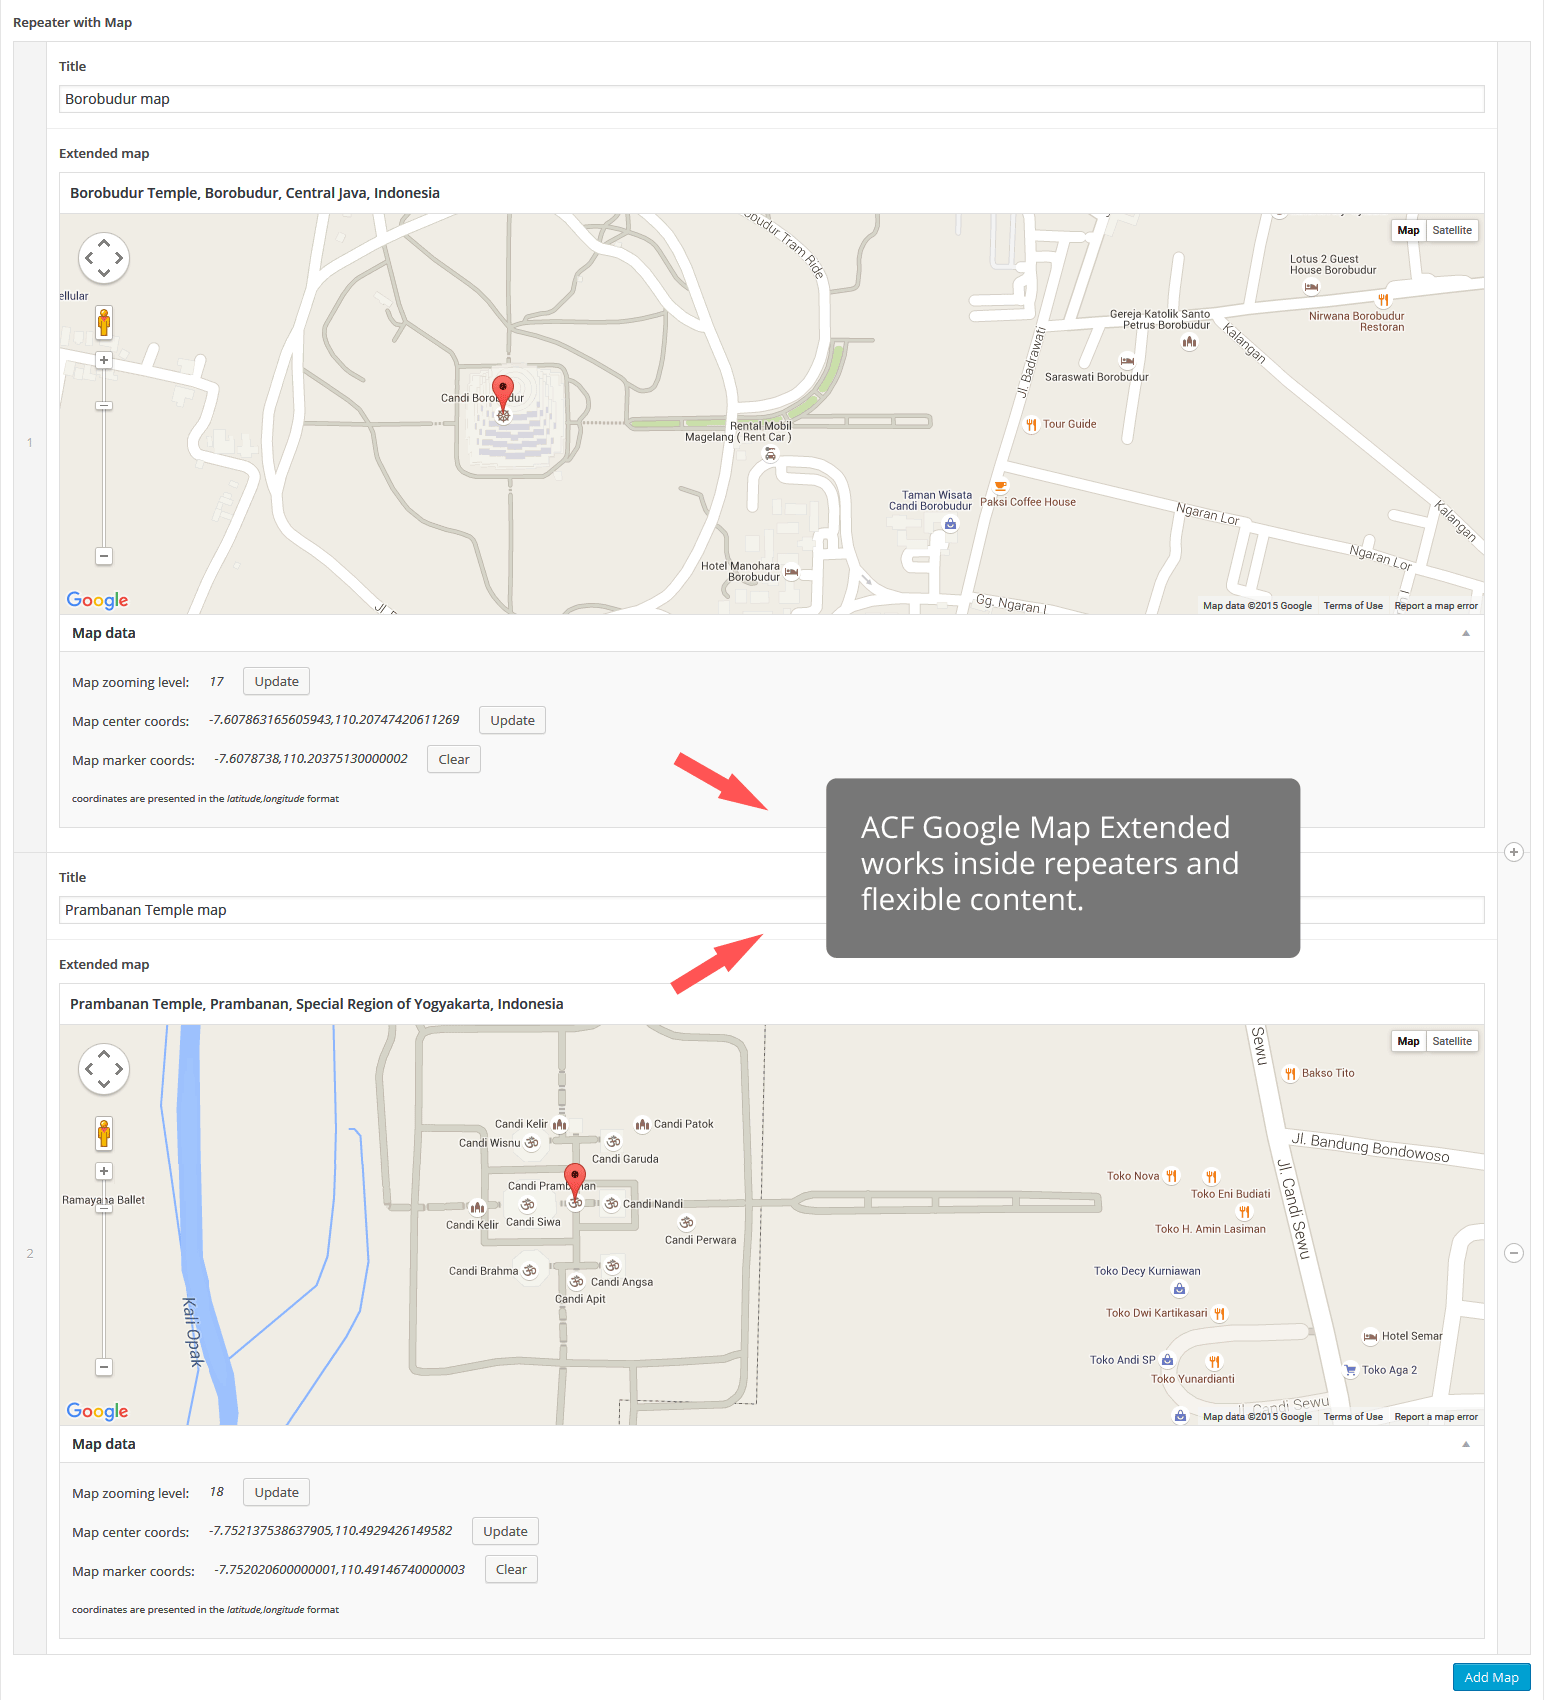 Repeater with Map
Title
Borobudur map
Extended map
Borobudur Temple, Borobudur, Central Java, Indonesia
obudur Tram Ride
Map
Satellite
ellular
Lotus 2 Guest
House Borobudur
Nirwana Borobudur
Restoran
Gereja Katolik Santo
Petrus Borobudur
Kalangan
Saraswati Borobudur
Jl. Badrawati
Candi Borobudur
Tour Guide
Rental Mobil
Magelang ( Rent Car )
Taman Wisata
Candi Borobudur
Paksi Coffee House
Ngaran Lor
Kalangan
Ngaran Lor
Hotel Manohara
Borobudur
Gg. Ngaran L
Google
Map data ©2015 Google
Terms of Use
Report a map error
Map data
Map zooming level: 17 Update
Map center coords: -7.607863165605943,110.20747420611269 Update
Map marker coords: -7.6078738,110.20375130000002 Clear
coordinates are presented in the latitude,longitude format
1
ACF Google Map Extended
works inside repeaters and
flexible content.
Title
Prambanan Temple map
Extended map
Prambanan Temple, Prambanan, Special Region of Yogyakarta, Indonesia
Map
Satellite
Sewu
Bakso Tito
Candi Kelir
Candi Patok
Candi Wisnu
Candi Garuda
Jl. Bandung Bondowoso
Toko Nova
Toko Eni Budiati
Candi Prambanan
Ramayana Ballet
Candi Nandi
Candi Kelir
Candi Siwa
Toko H. Amin Lasiman
Jl. Candi Sewu
Candi Perwara
Candi Brahma
Candi Angsa
Candi Apit
Toko Decy Kurniawan
Toko Dwi Kartikasari
Kali Opak
Hotel Semar
Toko Andi SP
Toko Yunardianti
Toko Aga 2
Jl. Candi Sewu
Google
Map data ©2015 Google
Terms of Use
Report a map error
2
Map data
Map zooming level: 18 Update
Map center coords: -7.752137538637905,110.4929426149582 Update
Map marker coords: -7.752020600000001,110.49146740000003 Clear
coordinates are presented in the latitude,longitude format
Add Map